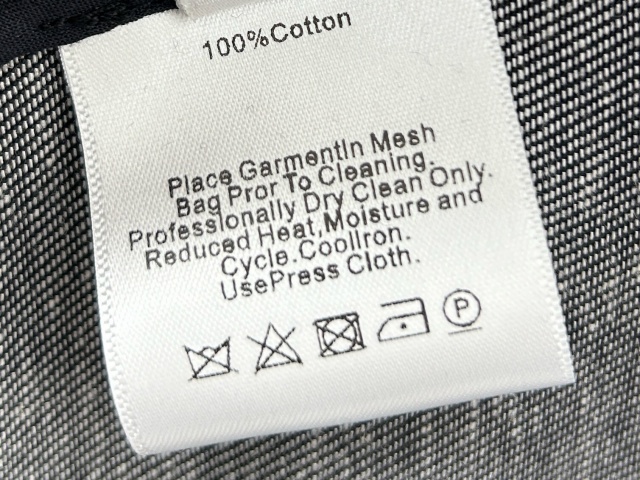 100%Cotton
Place GarmentIn Mesh
Bag Pror To Cleaning.
Professionally Dry Clean Only.
Reduced Heat,Moisture and
Cycle.CoolIron.
UsePress Cloth.
P